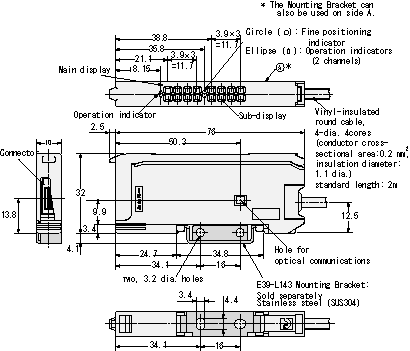 * The Mounting Bracket can
also be used on side A.
38.8
3.9×3
=11.7
Circle (○): Fine positioning
indicator
35.8
3.9×3
=11.7
Ellipse (0): Operation indicators
(2 channels)
21.1
8.15
Main display
A *
Operation indicator
Sub-display
Vinyl-insulated
round cable,
4-dia. 4cores
(conductor cross-
sectional area:0.2 mm²,
insulation diameter:
1.1 dia.)
standard length: 2m
2.5
76
50.3
10
Connecto
32
13.8
9.9
3.4
4.1
12.5
24.7
34.8
34.1
16
Hole for
optical communications
Two, 3.2 dia. holes
E39-L143 Mounting Bracket:
Sold separately
Stainless steel (SUS304)
3.4
4.4
34.1
16